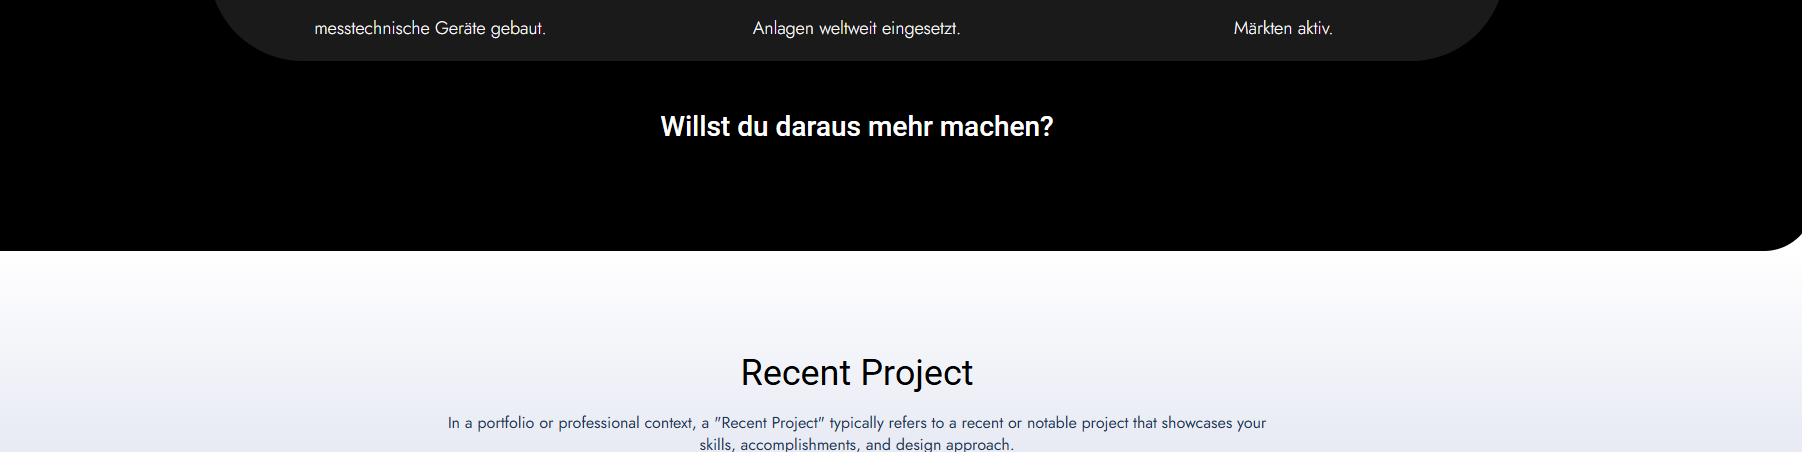 messtechnische Geräte gebaut.
Anlagen weltweit eingesetzt.
Märkten aktiv.
Willst du daraus mehr machen?
Recent Project
In a portfolio or professional context, a "Recent Project" typically refers to a recent or notable project that showcases your
skills, accomplishments, and design approach.